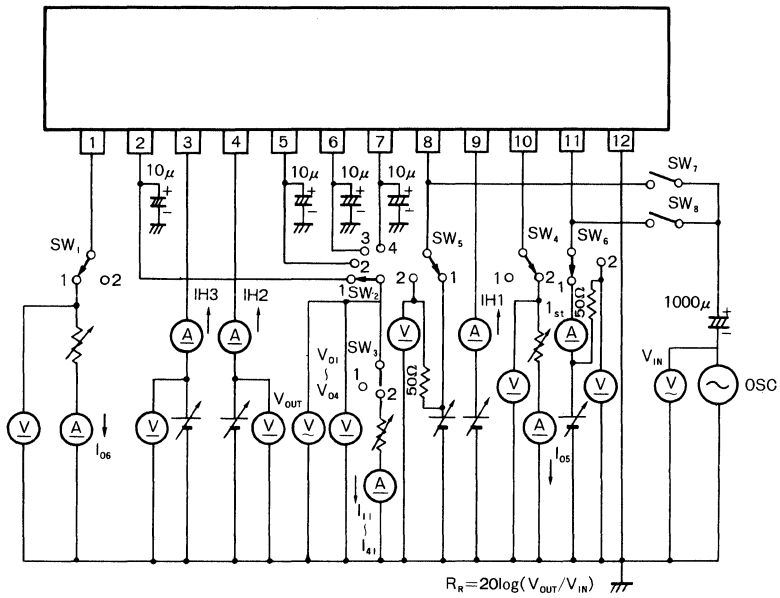 1 2 3 4 5 6 7 8 9 10 11 12
10μ + -
10μ + -
10μ + -
10μ + -
SW7
SW8
SW1
1 2
3 4
2
1
SW2
SW5
2 1
SW4
1 2
SW6
2
1
IH3
IH2
IH1
1st
50Ω
1000μ + -
A A A A
V01
~
V04
SW3
1 2
V
50Ω
VIN
OSC
VOUT
V A V V V V V A V V
I06
A
I05
I11
~
I41
RR=20log(VOUT/VIN)